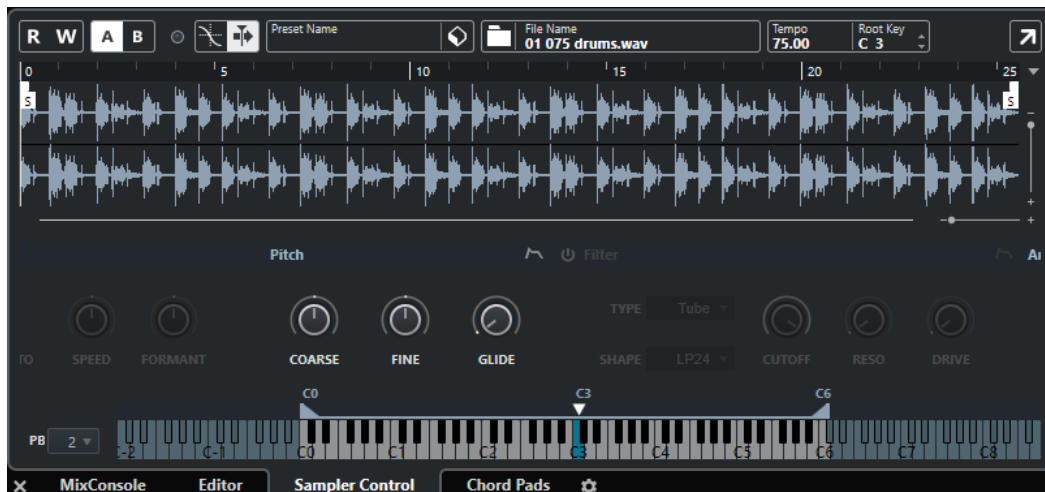 R W A B Preset Name File Name Tempo Root Key
01 075 drums.wav 75.00 C 3
0 5 10 15 20 25
S
S
-
+
- +
Pitch Filter
TYPE Tube
TO SPEED FORMANT COARSE FINE GLIDE SHAPE LP24 CUTOFF RESO DRIVE
C0 C3 C6
PB 2
C-1 C0 C1 C2 C3 C4 C5 C6 C7 C8
MixConsole Editor Sampler Control Chord Pads